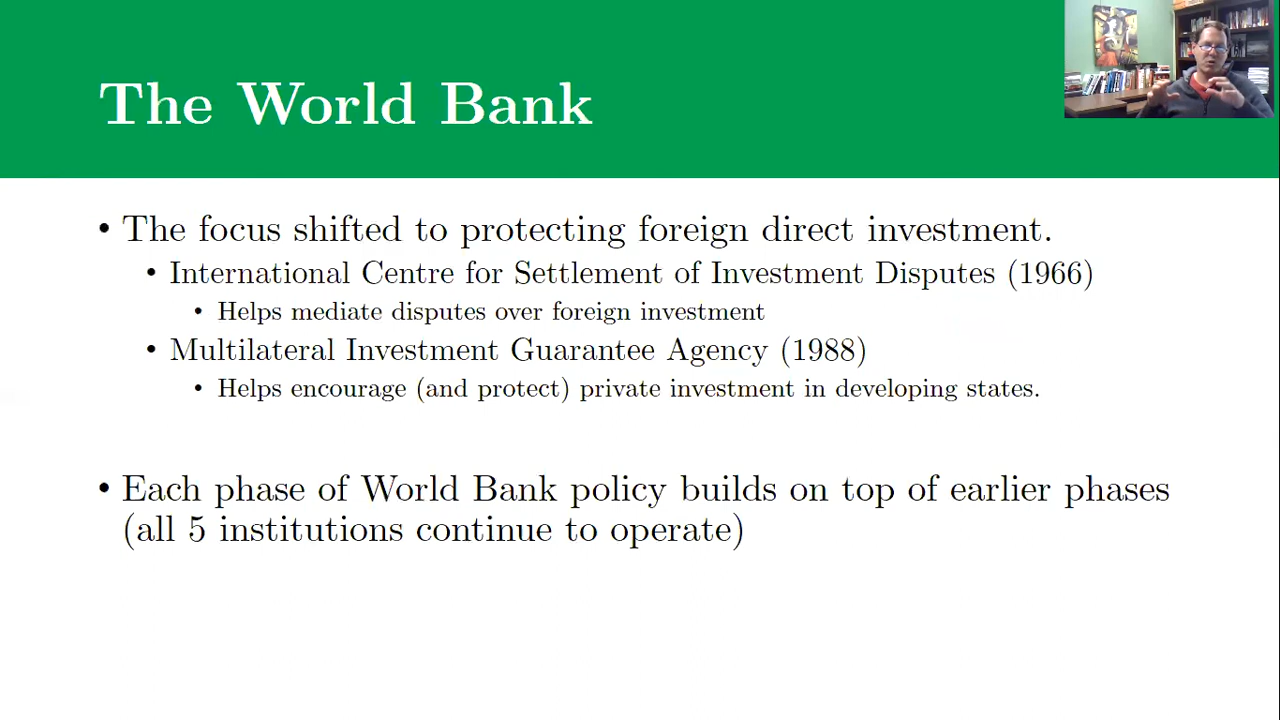 The World Bank
• The focus shifted to protecting foreign direct investment.
• International Centre for Settlement of Investment Disputes (1966)
• Helps mediate disputes over foreign investment
• Multilateral Investment Guarantee Agency (1988)
• Helps encourage (and protect) private investment in developing states.
• Each phase of World Bank policy builds on top of earlier phases
(all 5 institutions continue to operate)